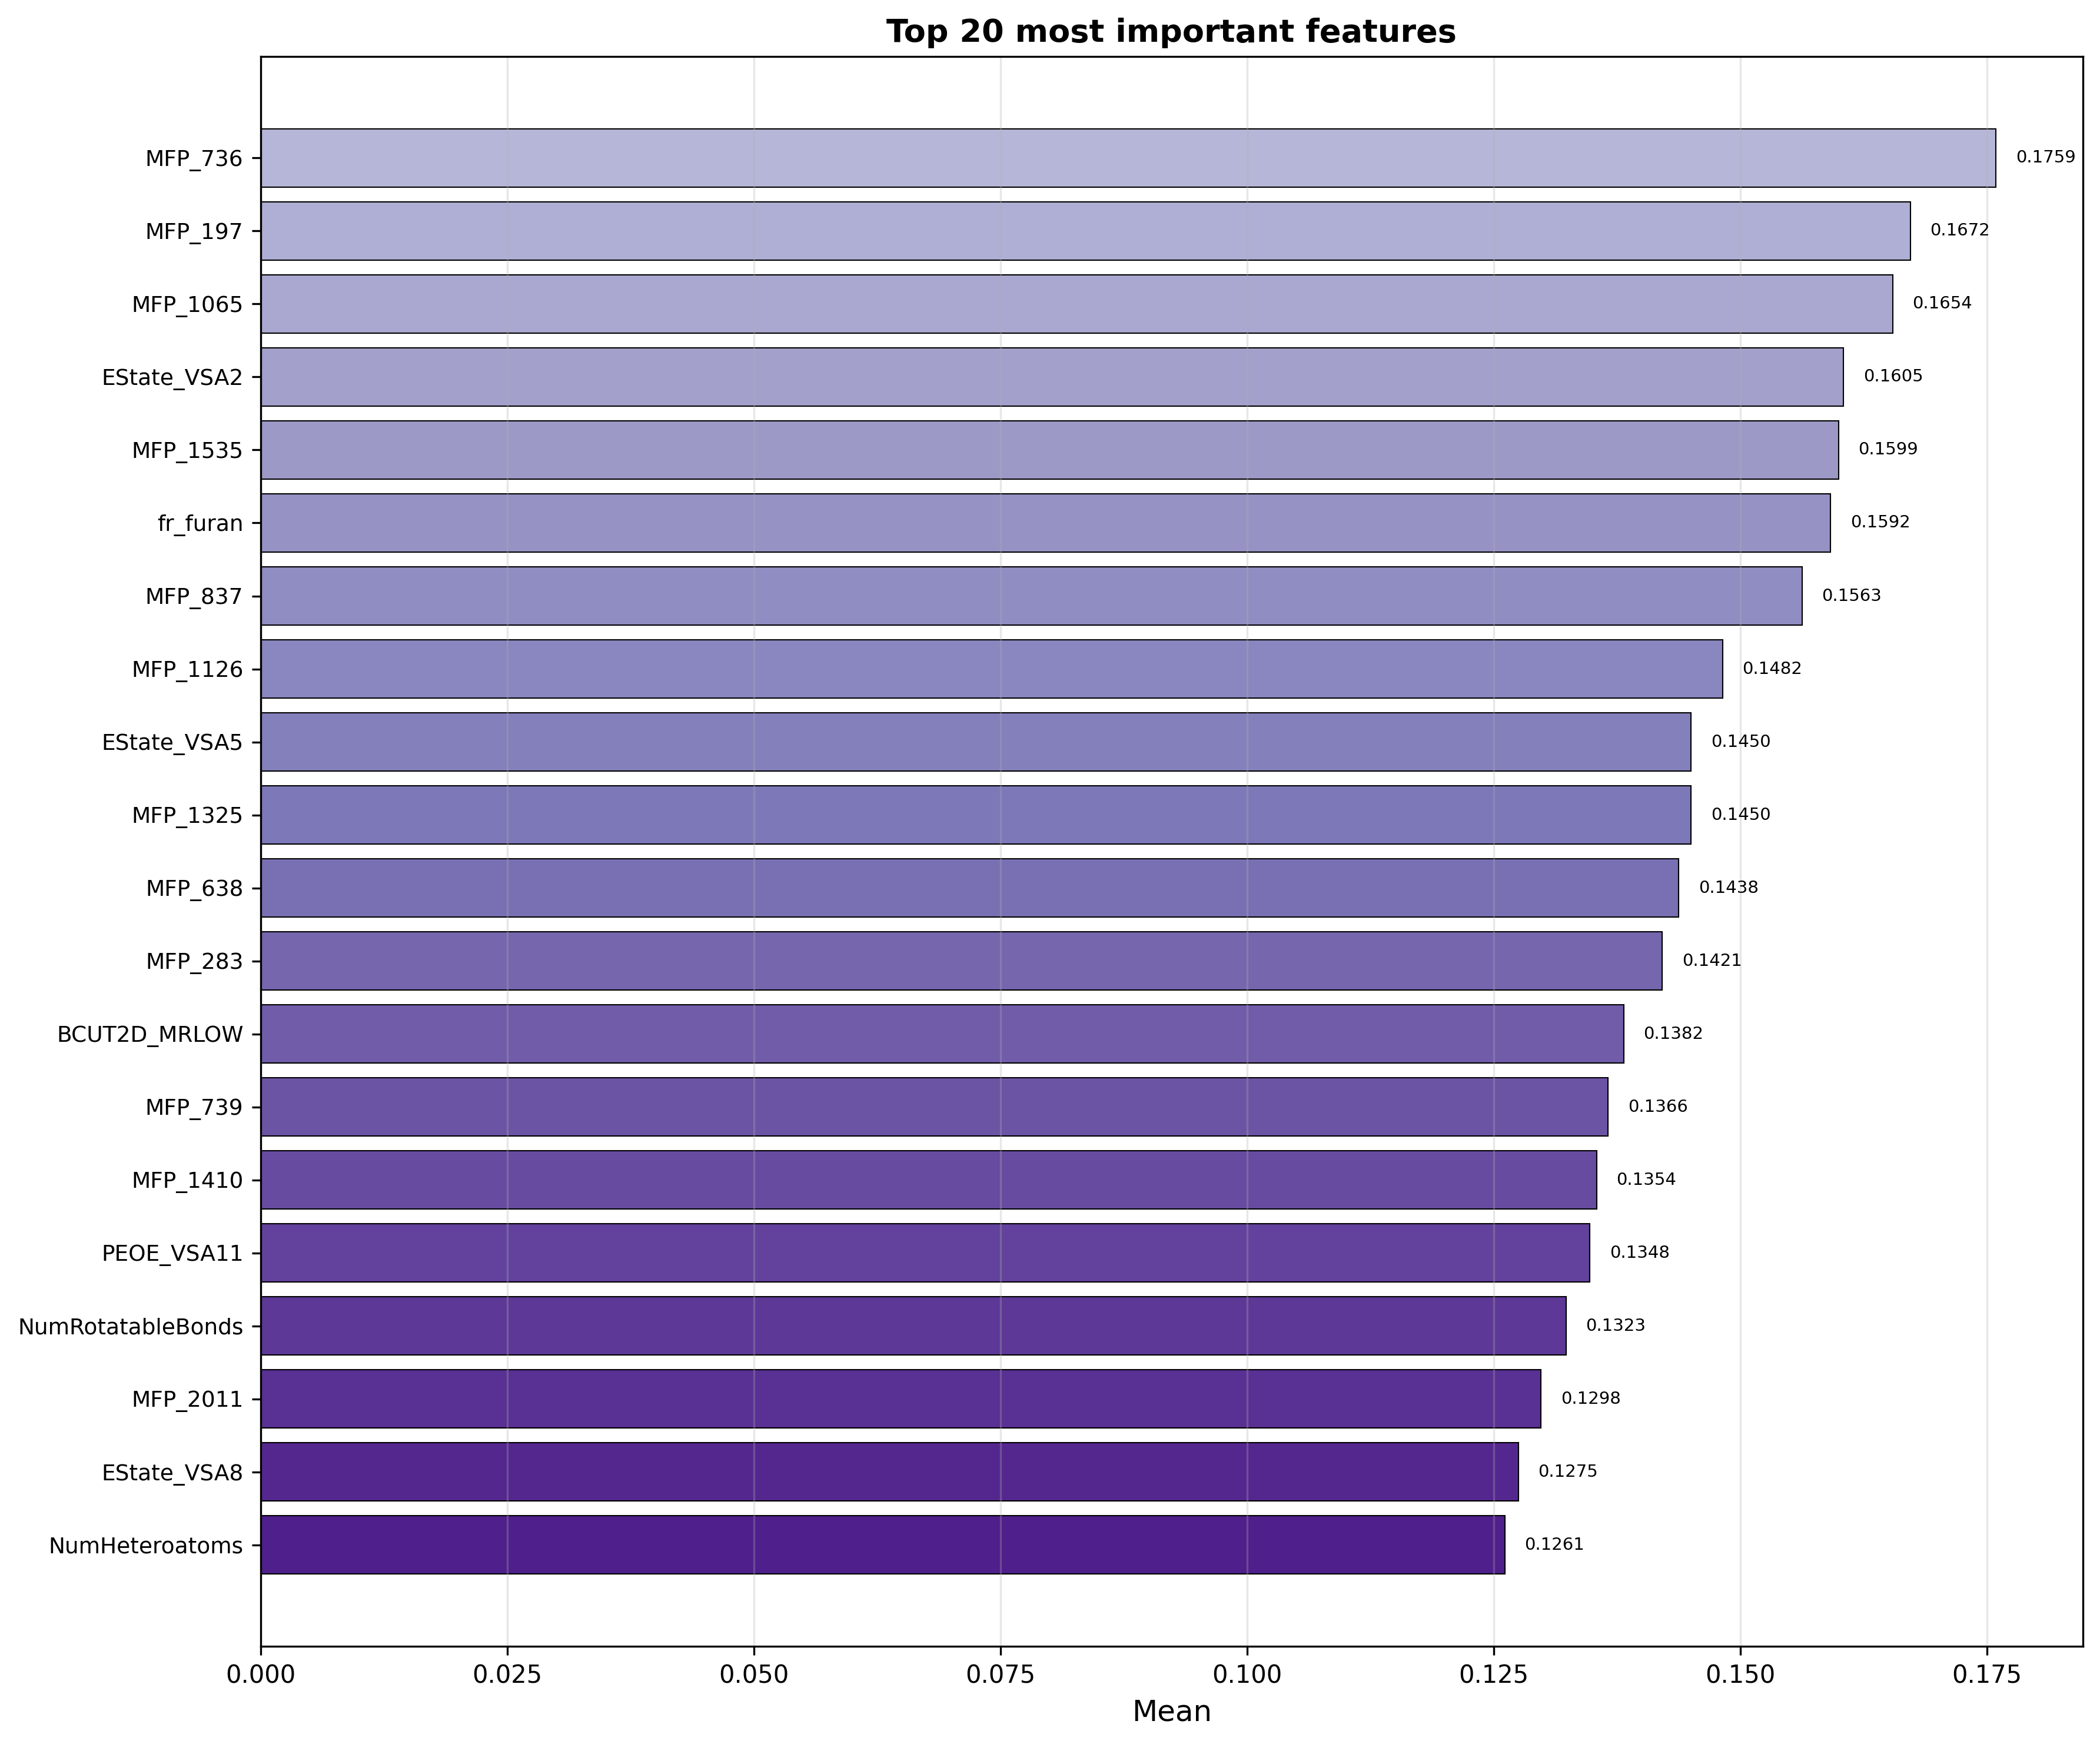 Top 20 most important features
MFP_736 0.1759
MFP_197 0.1672
MFP_1065 0.1654
EState_VSA2 0.1605
MFP_1535 0.1599
fr_furan 0.1592
MFP_837 0.1563
MFP_1126 0.1482
EState_VSA5 0.1450
MFP_1325 0.1450
MFP_638 0.1438
MFP_283 0.1421
BCUT2D_MRLOW 0.1382
MFP_739 0.1366
MFP_1410 0.1354
PEOE_VSA11 0.1348
NumRotatableBonds 0.1323
MFP_2011 0.1298
EState_VSA8 0.1275
NumHeteroatoms 0.1261
0.000 0.025 0.050 0.075 0.100 0.125 0.150 0.175
Mean